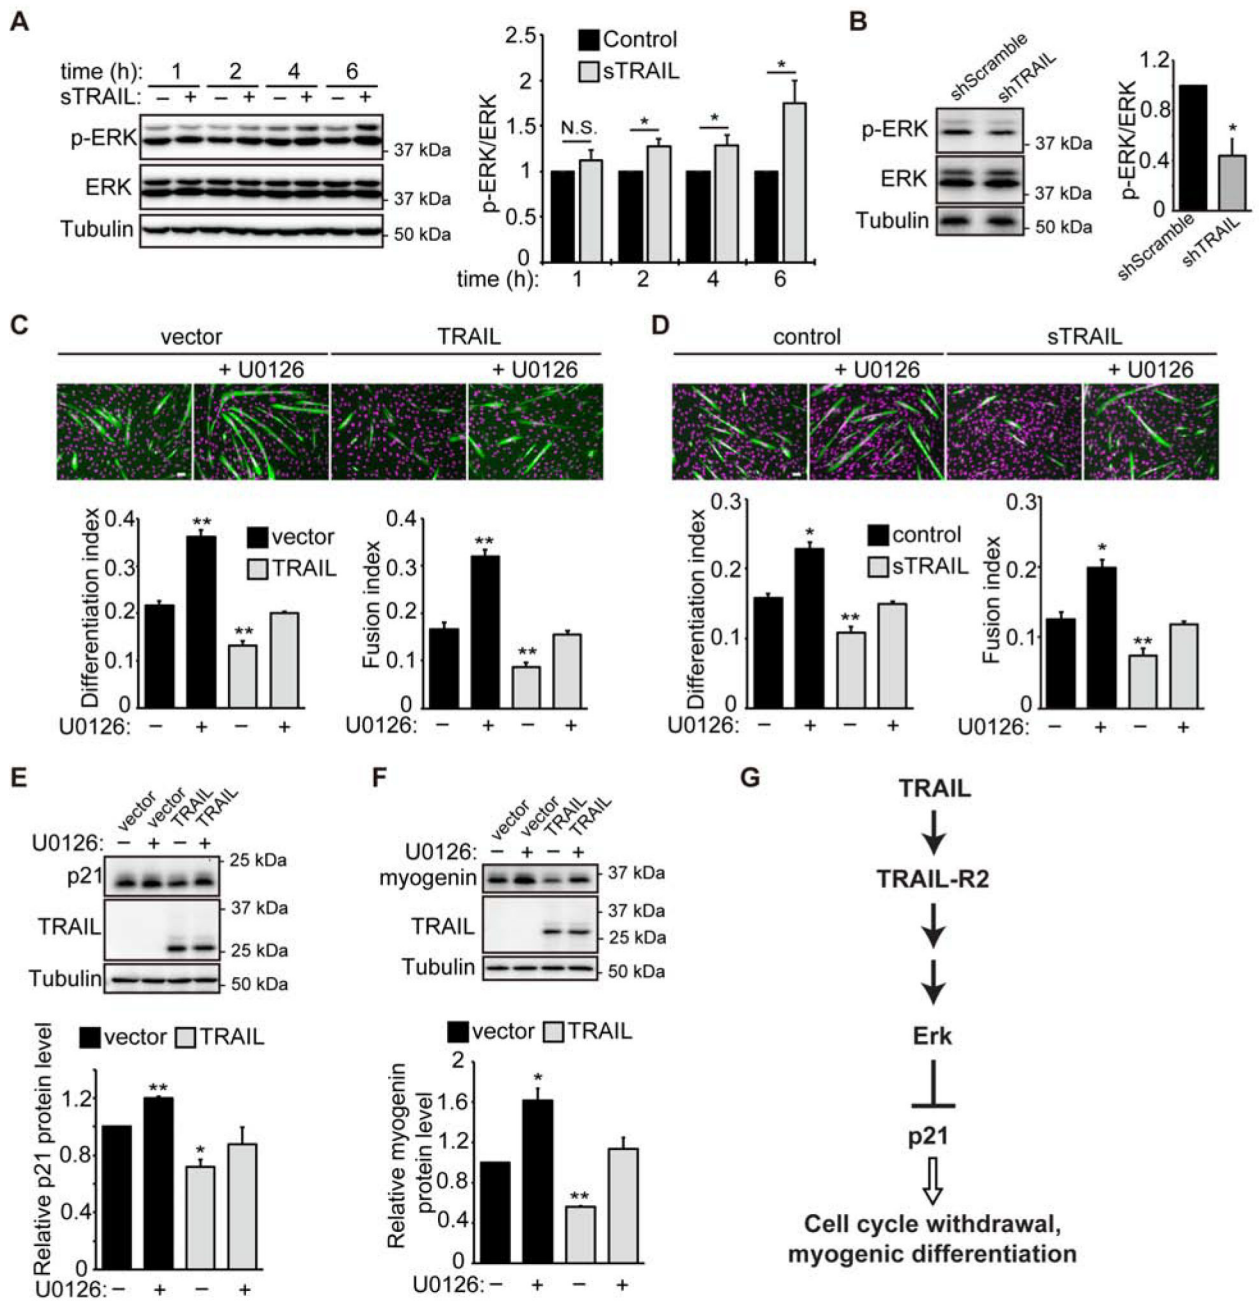 A
time (h): 1 2 4 6
sTRAIL: – + – + – + – +
p-ERK
37 kDa
ERK
37 kDa
Tubulin
50 kDa
p-ERK/ERK
2.5
2
1.5
1
0.5
0
Control
sTRAIL
N.S.
*
*
*
time (h): 1 2 4 6
B
shScramble
shTRAIL
p-ERK
37 kDa
ERK
37 kDa
Tubulin
50 kDa
p-ERK/ERK
1.2
0.8
0.4
0
*
shScramble
shTRAIL
C
vector TRAIL
+ U0126 + U0126
Differentiation index
0.4
0.3
0.2
0.1
0
**
**
vector
TRAIL
U0126: – + – +
Fusion index
0.4
0.3
0.2
0.1
0
**
**
U0126: – + – +
D
control sTRAIL
+ U0126 + U0126
Differentiation index
0.3
0.2
0.1
0
*
**
control
sTRAIL
U0126: – + – +
Fusion index
0.3
0.2
0.1
0
*
**
U0126: – + – +
E
vector
vector
TRAIL
TRAIL
U0126: – + – +
25 kDa
p21
37 kDa
TRAIL
25 kDa
Tubulin
50 kDa
vector TRAIL
Relative p21 protein level
1.2
0.8
0.4
0
**
*
U0126: – + – +
F
vector
vector
TRAIL
TRAIL
U0126: – + – +
myogenin
37 kDa
37 kDa
TRAIL
25 kDa
Tubulin
50 kDa
vector TRAIL
Relative myogenin
protein level
2
1.6
1.2
0.8
0.4
0
*
**
U0126: – + – +
G
TRAIL
TRAIL-R2
Erk
p21
Cell cycle withdrawal,
myogenic differentiation